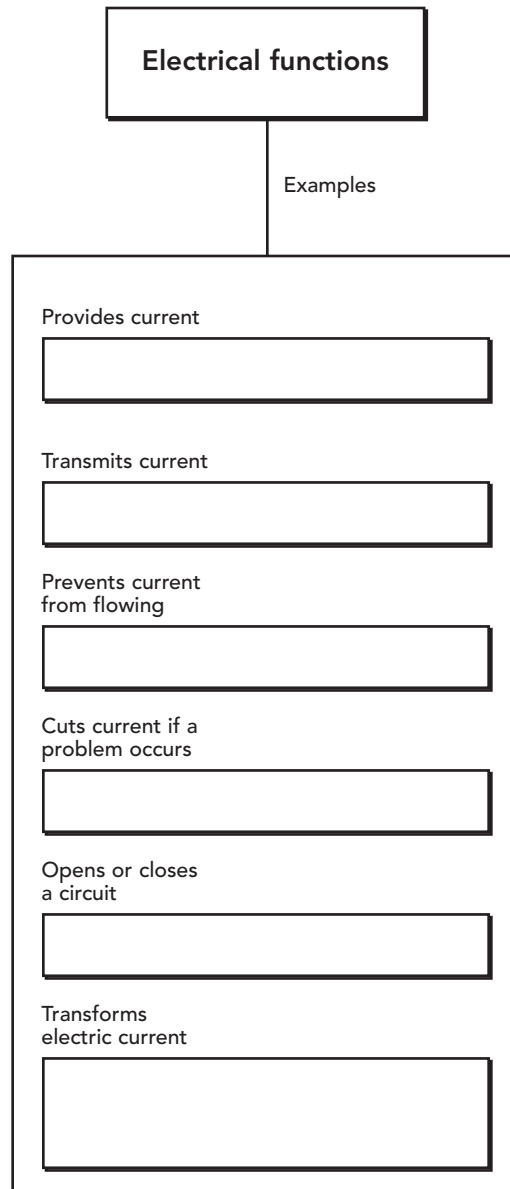 Electrical functions
Examples
Provides current
Transmits current
Prevents current
from flowing
Cuts current if a
problem occurs
Opens or closes
a circuit
Transforms
electric current